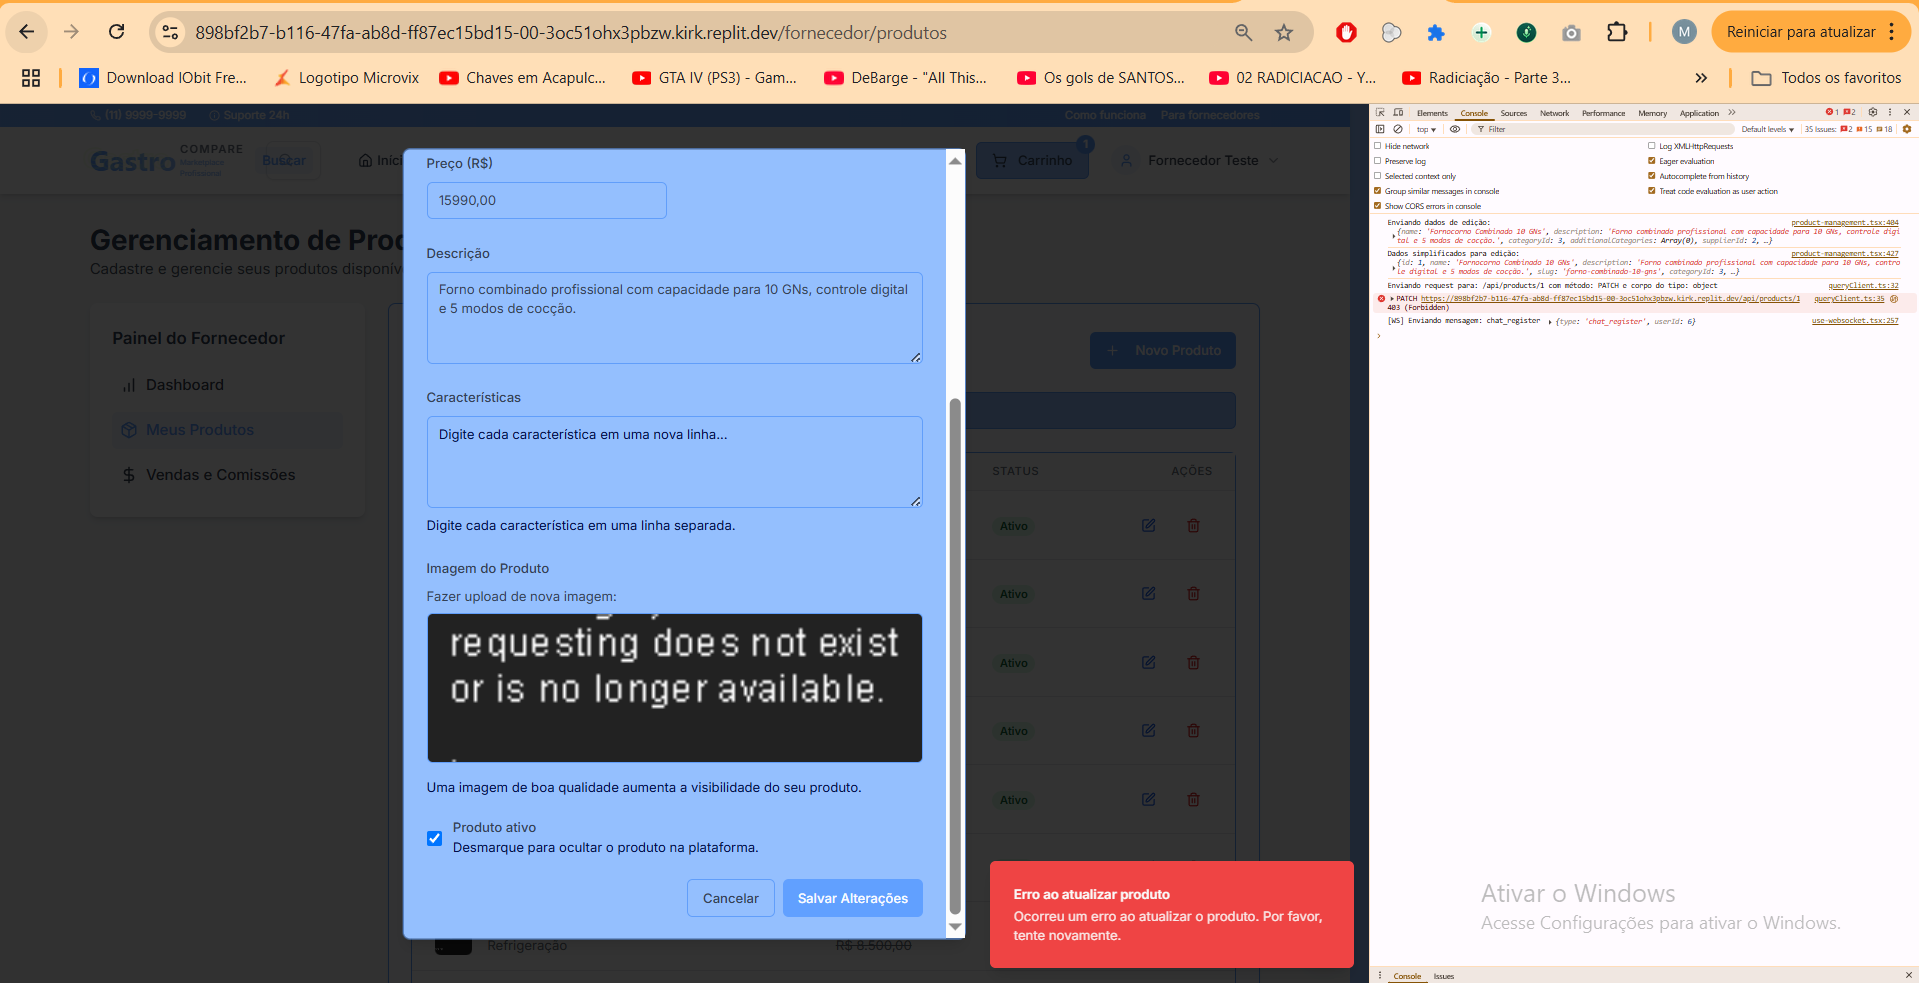 898bf2b7-b116-47fa-ab8d-ff87ec15bd15-00-3oc51ohx3pbzw.kirk.replit.dev/fornecedor/produtos
M
Reiniciar para atualizar
Download IObit Fre...
Logotipo Microvix
Chaves em Acapulc...
GTA IV (PS3) - Gam...
DeBarge - "All This...
Os gols de SANTOS...
02 RADICIACAO - Y...
Radiciação - Parte 3...
Todos os favoritos
(11) 9999-9999
Suporte 24h
Como funciona
Para fornecedores
Gastro
COMPARE
Marketplace
Profissional
Buscar
Iníci
Carrinho
1
Fornecedor Teste
Gerenciamento de Proc
Cadastre e gerencie seus produtos disponív
Painel do Fornecedor
Dashboard
Meus Produtos
Vendas e Comissões
Novo Produto
STATUS
AÇÕES
Ativo
Ativo
Ativo
Ativo
Ativo
Refrigeração
R$ 8.500,00
Preço (R$)
15990,00
Descrição
Forno combinado profissional com capacidade para 10 GNs, controle digital
e 5 modos de cocção.
Características
Digite cada característica em uma nova linha...
Digite cada característica em uma linha separada.
Imagem do Produto
Fazer upload de nova imagem:
requesting does not exist
or is no longer available.
Uma imagem de boa qualidade aumenta a visibilidade do seu produto.
Produto ativo
Desmarque para ocultar o produto na plataforma.
Cancelar
Salvar Alterações
Erro ao atualizar produto
Ocorreu um erro ao atualizar o produto. Por favor,
tente novamente.
Elements
Console
Sources
Network
Performance
Memory
Application
1
2
top
Filter
Default levels
35 Issues:
2
15
18
Hide network
Log XMLHttpRequests
Preserve log
Eager evaluation
Selected context only
Autocomplete from history
Group similar messages in console
Treat code evaluation as user action
Show CORS errors in console
Enviando dados de edição:
product-management.tsx:404
{name: 'Fornocorno Combinado 10 GNs', description: 'Forno combinado profissional com capacidade para 10 GNs, controle digi
tal e 5 modos de cocção.', categoryId: 3, additionalCategories: Array(0), supplierId: 2, …}
Dados simplificados para edição:
product-management.tsx:427
{id: 1, name: 'Fornocorno Combinado 10 GNs', description: 'Forno combinado profissional com capacidade para 10 GNs, contro
le digital e 5 modos de cocção.', slug: 'forno-combinado-10-gns', categoryId: 3, …}
Enviando request para: /api/products/1 com método: PATCH e corpo do tipo: object
queryClient.ts:32
PATCH https://898bf2b7-b116-47fa-ab8d-ff87ec15bd15-00-3oc51ohx3pbzw.kirk.replit.dev/api/products/1
queryClient.ts:35
403 (Forbidden)
[WS] Enviando mensagem: chat_register
{type: 'chat_register', userId: 6}
use-websocket.tsx:257
Ativar o Windows
Acesse Configurações para ativar o Windows.
Console
Issues